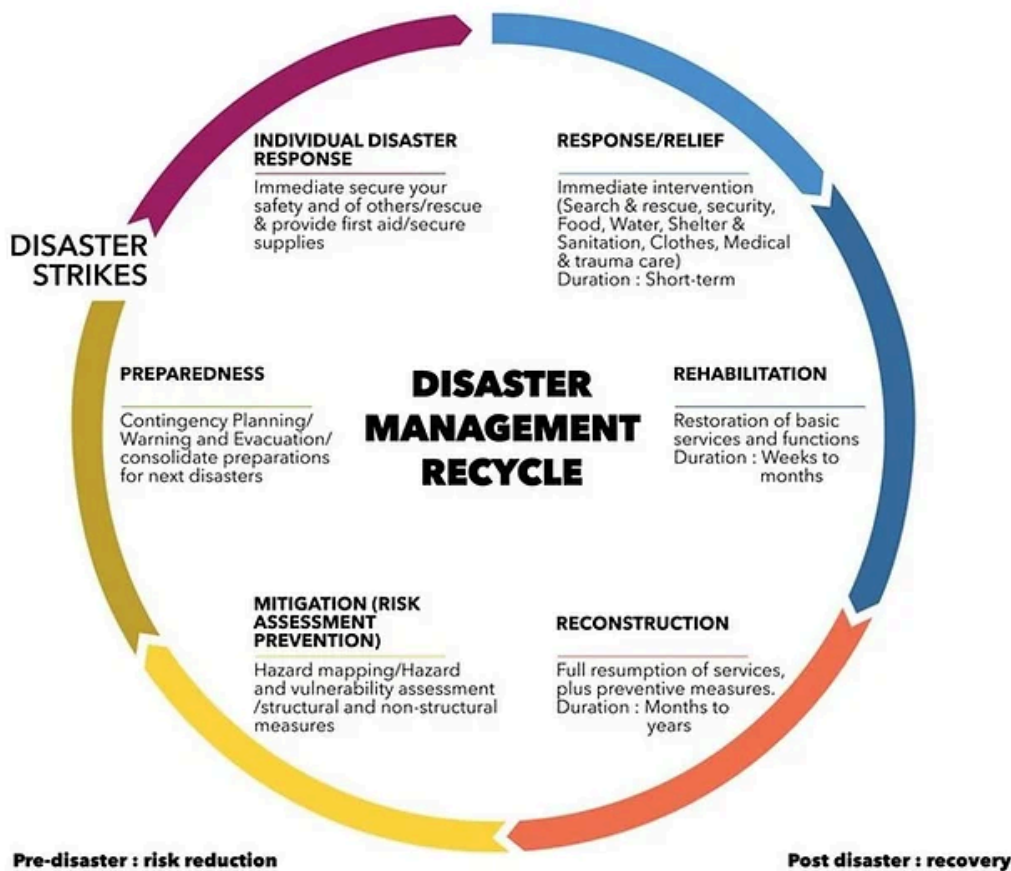 INDIVIDUAL DISASTER
RESPONSE
Immediate secure your
safety and of others/rescue
& provide first aid/secure
supplies
RESPONSE/RELIEF
Immediate intervention
(Search & rescue, security,
Food, Water, Shelter &
Sanitation, Clothes, Medical
& trauma care)
Duration : Short-term
DISASTER
STRIKES
PREPAREDNESS
Contingency Planning/
Warning and Evacuation/
consolidate preparations
for next disasters
DISASTER
MANAGEMENT
RECYCLE
REHABILITATION
Restoration of basic
services and functions
Duration : Weeks to
months
MITIGATION (RISK
ASSESSMENT
PREVENTION)
Hazard mapping/Hazard
and vulnerability assessment
/structural and non-structural
measures
RECONSTRUCTION
Full resumption of services,
plus preventive measures.
Duration : Months to
years
Pre-disaster : risk reduction
Post disaster : recovery